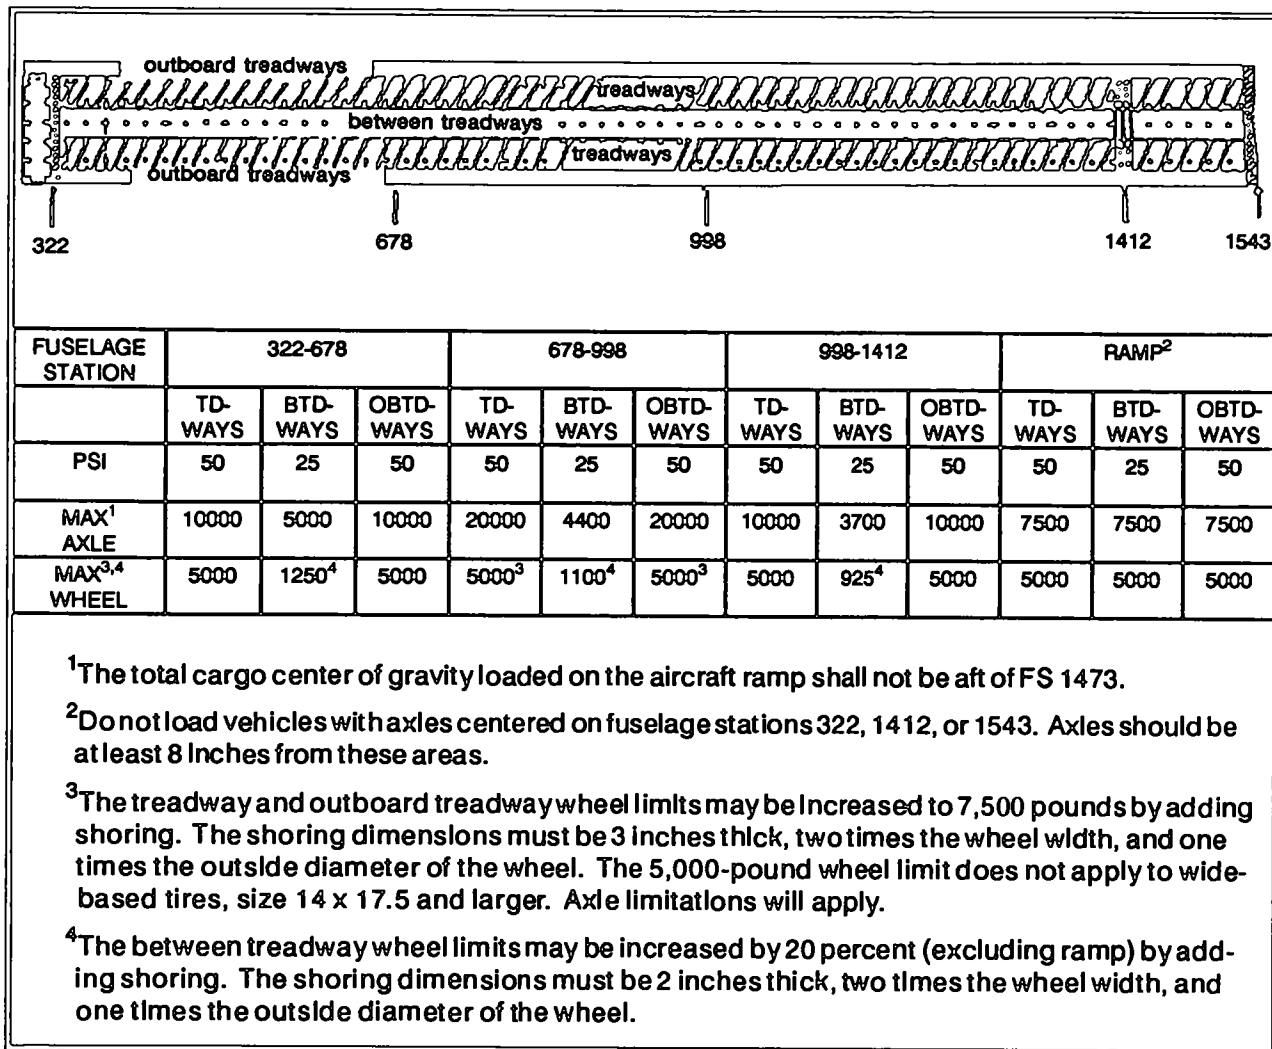 outboard treadways
treadways
between treadways
treadways
outboard treadways
322 678 998 1412 1543
FUSELAGE STATION 322-678 678-998 998-1412 RAMP²
TD-WAYS BTD-WAYS OBTD-WAYS TD-WAYS BTD-WAYS OBTD-WAYS TD-WAYS BTD-WAYS OBTD-WAYS TD-WAYS BTD-WAYS OBTD-WAYS
PSI 50 25 50 50 25 50 50 25 50 50 25 50
MAX¹ AXLE 10000 5000 10000 20000 4400 20000 10000 3700 10000 7500 7500 7500
MAX³,⁴ WHEEL 5000 1250⁴ 5000 5000³ 1100⁴ 5000³ 5000 925⁴ 5000 5000 5000 5000
¹The total cargo center of gravity loaded on the aircraft ramp shall not be aft of FS 1473.
²Do not load vehicles with axles centered on fuselage stations 322, 1412, or 1543. Axles should be
at least 8 inches from these areas.
³The treadway and outboard treadway wheel limits may be increased to 7,500 pounds by adding
shoring. The shoring dimensions must be 3 inches thick, two times the wheel width, and one
times the outside diameter of the wheel. The 5,000-pound wheel limit does not apply to wide-
based tires, size 14 x 17.5 and larger. Axle limitations will apply.
⁴The between treadway wheel limits may be increased by 20 percent (excluding ramp) by add-
ing shoring. The shoring dimensions must be 2 inches thick, two times the wheel width, and
one times the outside diameter of the wheel.